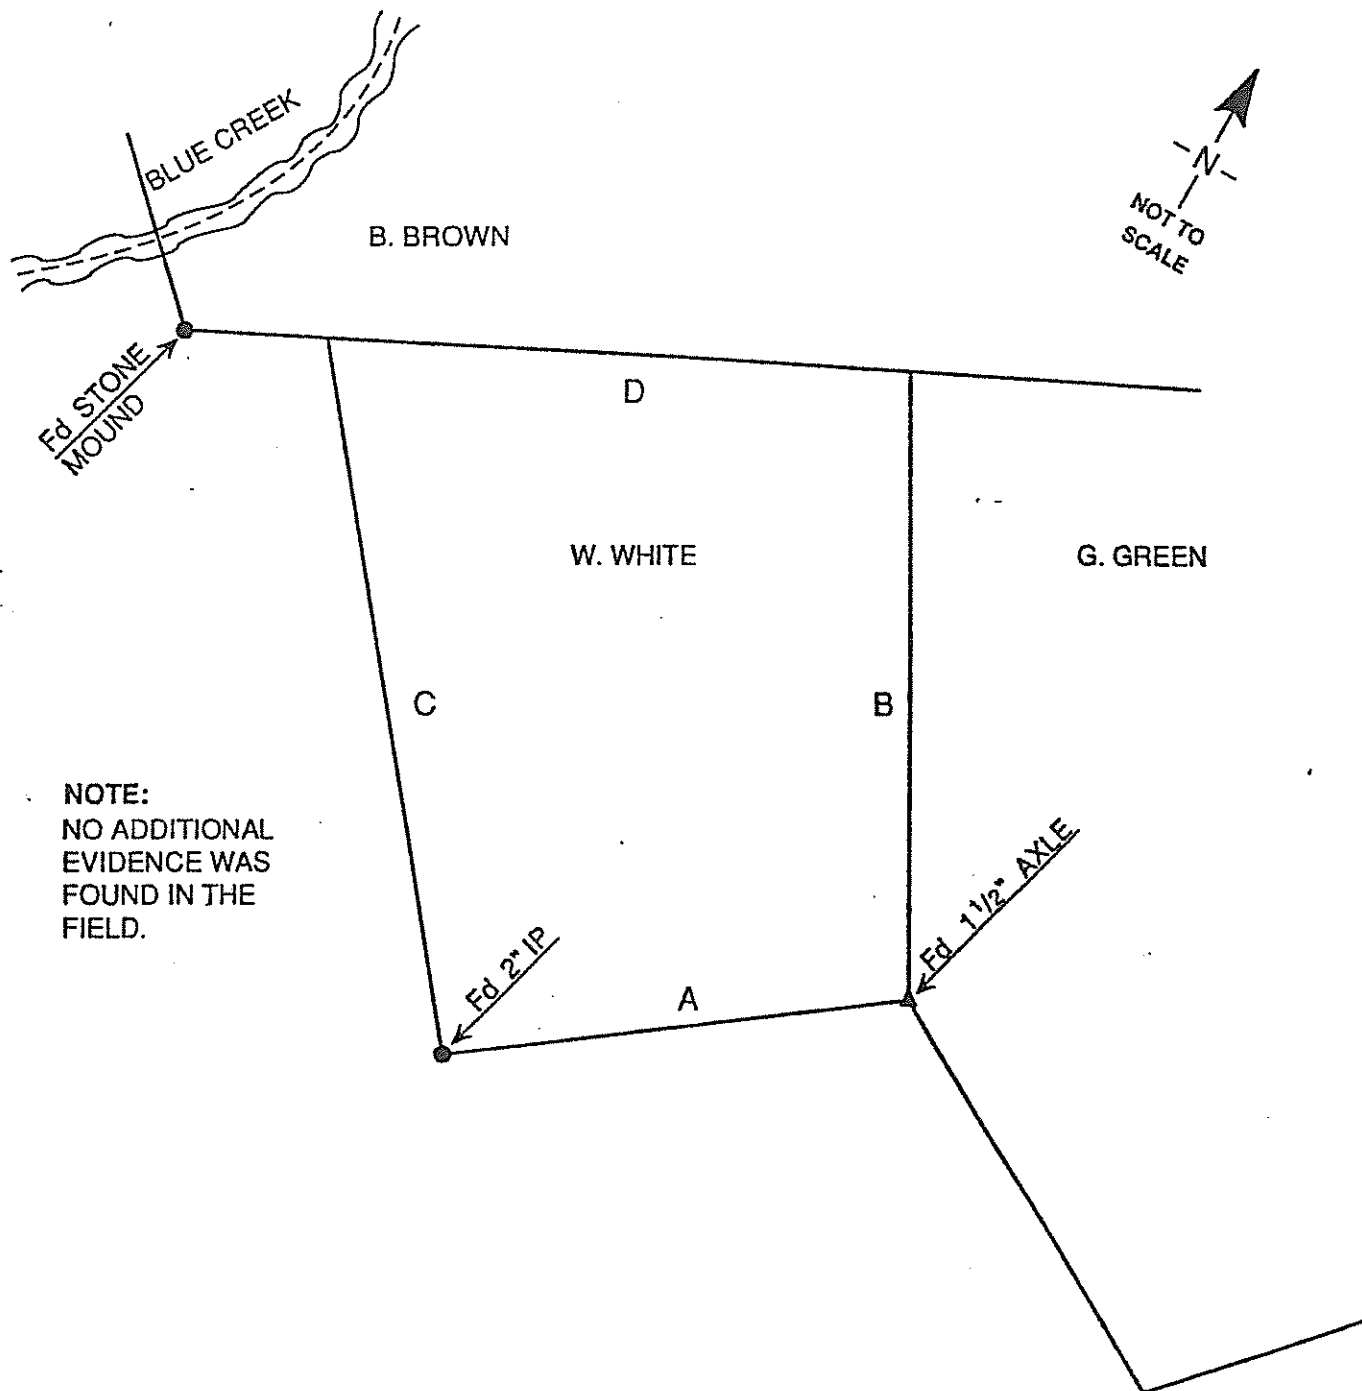 BLUE CREEK
B. BROWN
-N-
NOT TO
SCALE
Fd STONE
MOUND
D
W. WHITE
G. GREEN
C
B
NOTE:
NO ADDITIONAL
EVIDENCE WAS
FOUND IN THE
FIELD.
Fd 2" IP
A
Fd 1 1/2" AXLE